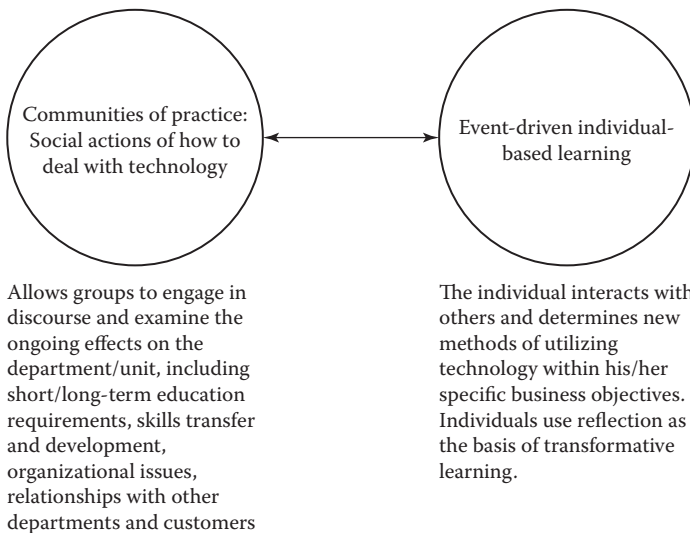 Communities of practice:
Social actions of how to
deal with technology
Event-driven individual-
based learning
Allows groups to engage in
discourse and examine the
ongoing effects on the
department/unit, including
short/long-term education
requirements, skills transfer
and development,
organizational issues,
relationships with other
departments and customers
The individual interacts with
others and determines new
methods of utilizing
technology within his/her
specific business objectives.
Individuals use reflection as
the basis of transformative
learning.